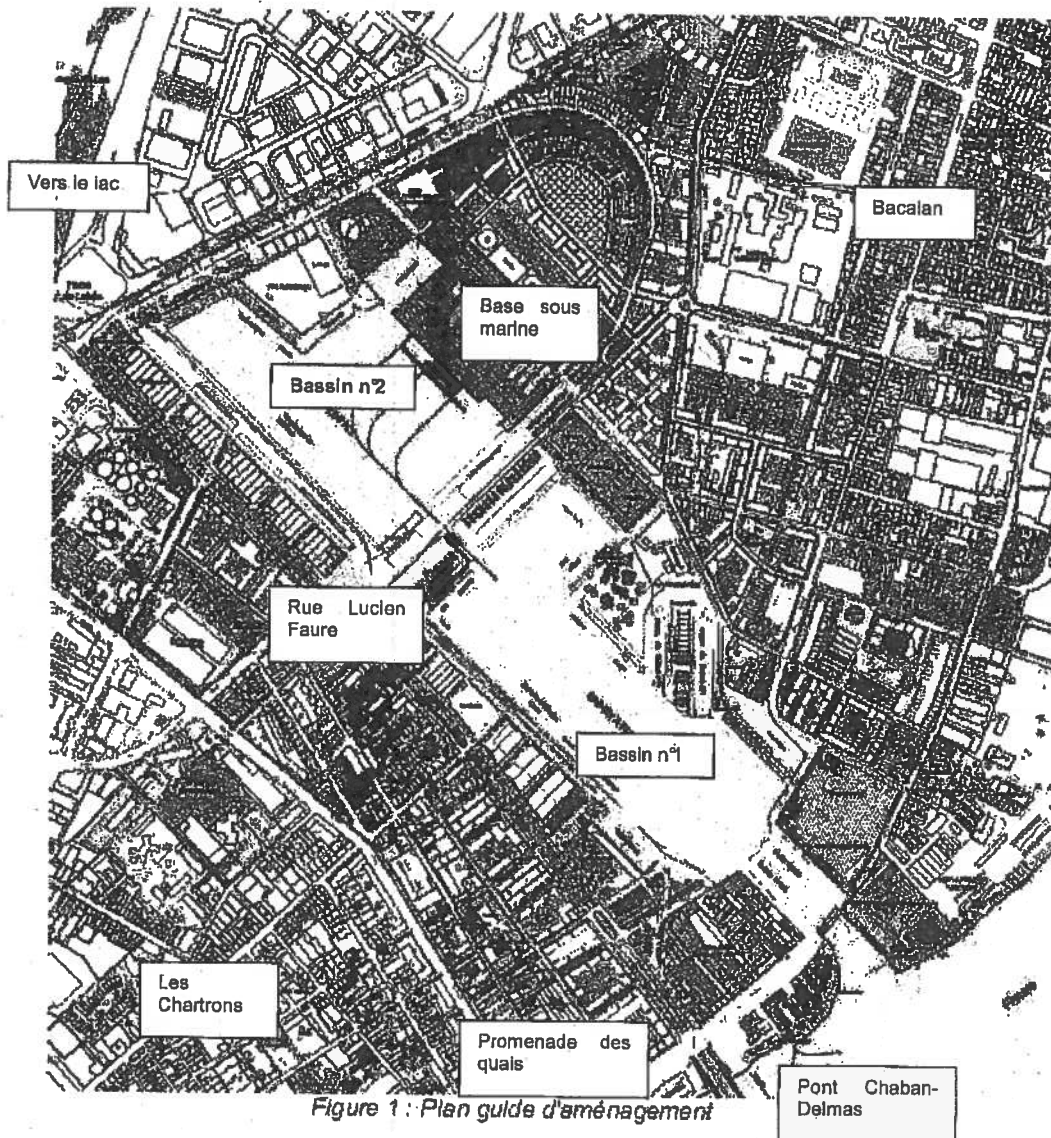 Vers le lac
Bacalan
Base sous
marine
Bassin n°2
Rue Lucien
Faure
Bassin n°1
Les
Chartrons
Promenade des
quais
Pont Chaban-
Delmas
Figure 1 : Plan guide d'aménagement